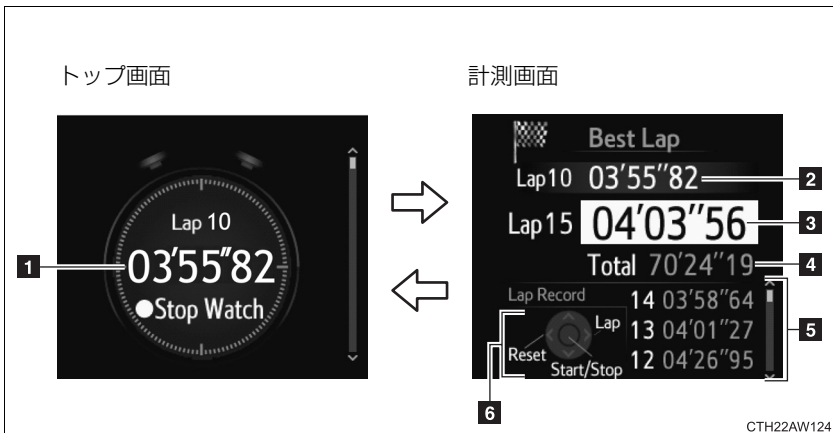 トップ画面
計測画面
Lap 10
03'55"82
●Stop Watch
1
Best Lap
Lap10 03'55"82
2
Lap15 04'03"56
3
Total 70'24"19
4
Lap Record
14 03'58"64
13 04'01"27
12 04'26"95
5
Lap
Reset
Start/Stop
6
CTH22AW124